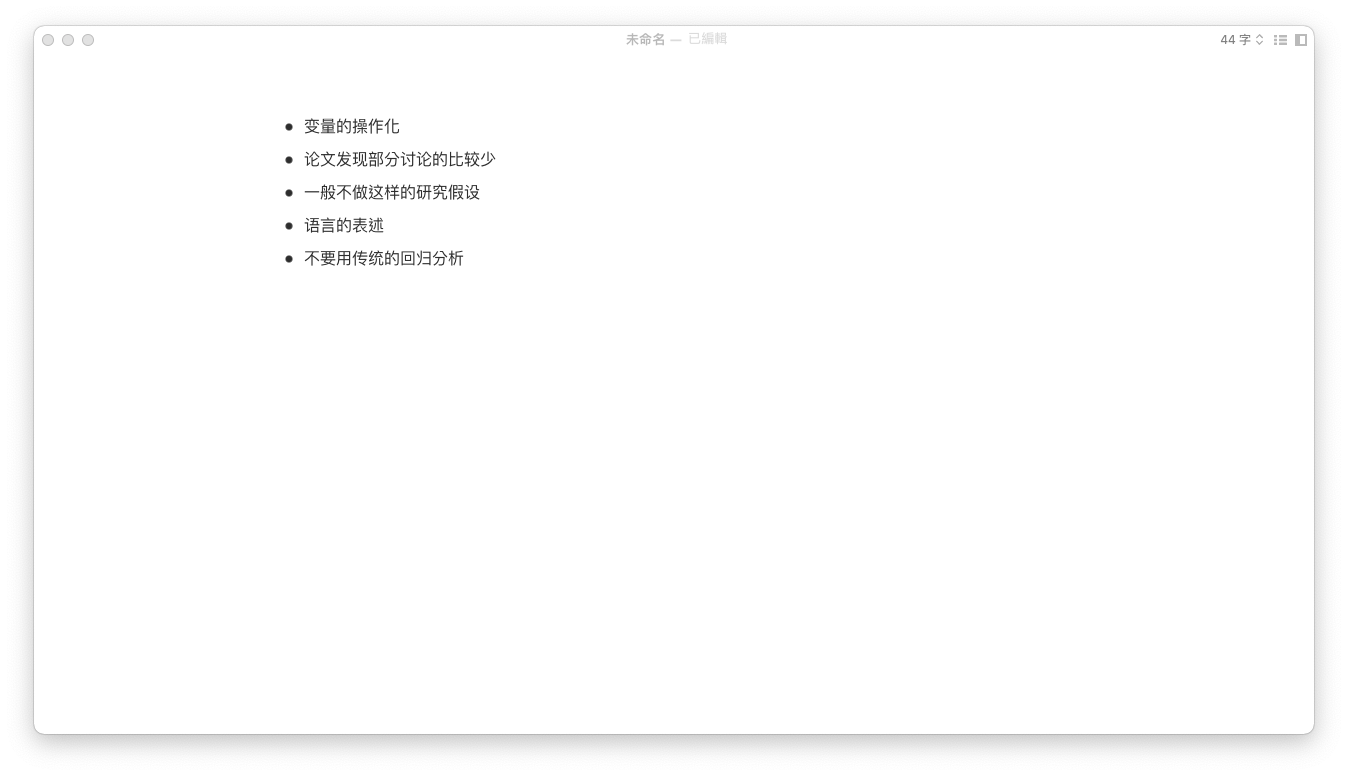 未命名 — 已編輯
44 字
变量的操作化
论文发现部分讨论的比较少
一般不做这样的研究假设
语言的表述
不要用传统的回归分析